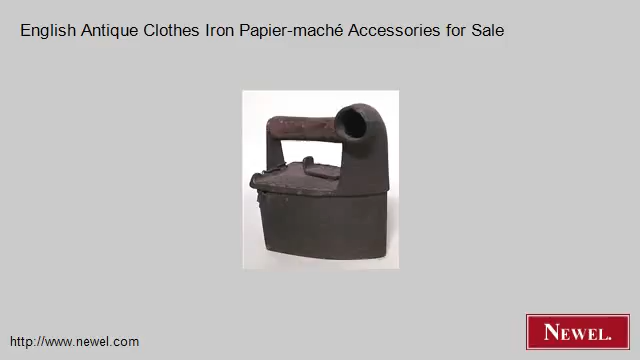 English Antique Clothes Iron Papier-maché Accessories for Sale
http://www.newel.com
NEWEL.